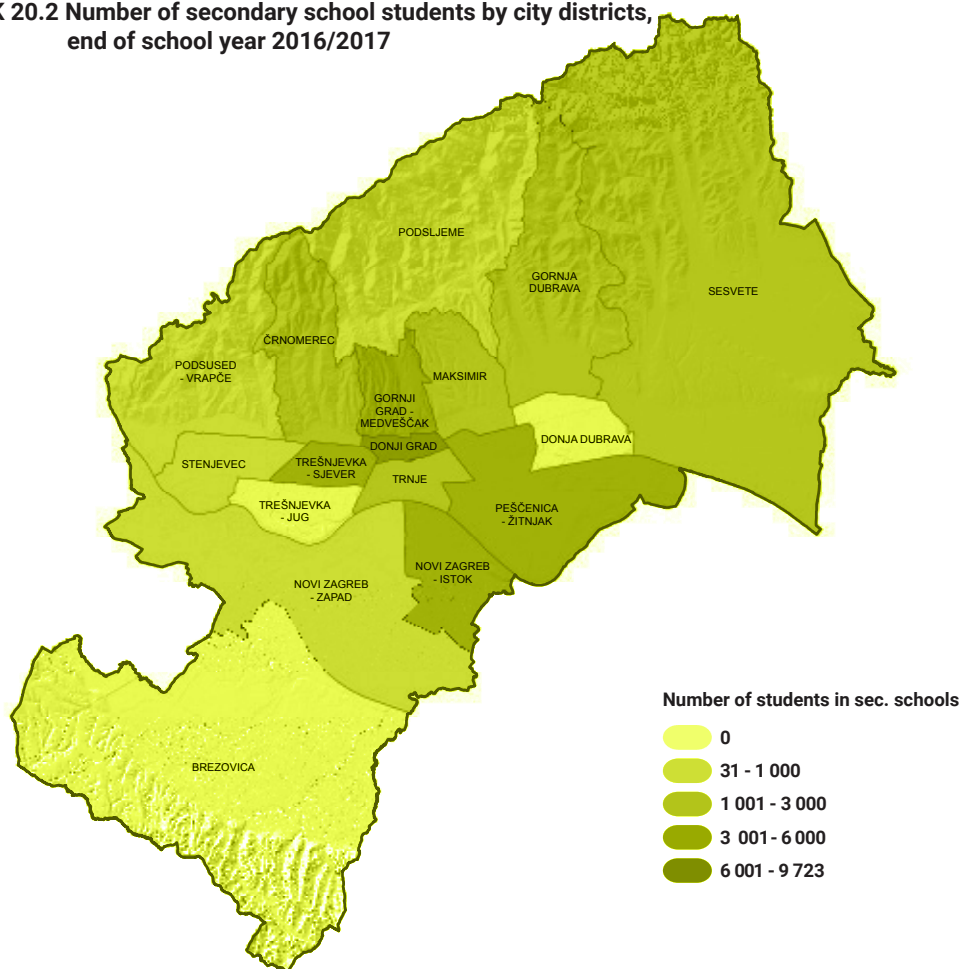 K 20.2 Number of secondary school students by city districts,
end of school year 2016/2017
PODSLJEME
GORNJA
DUBRAVA
SESVETE
ČRNOMEREC
PODSUSED
- VRAPČE
MAKSIMIR
GORNJI
GRAD -
MEDVEŠČAK
DONJA DUBRAVA
DONJI GRAD
STENJEVEC
TREŠNJEVKA
- SJEVER
TRNJE
TREŠNJEVKA
- JUG
PEŠČENICA
- ŽITNJAK
NOVI ZAGREB
- ISTOK
NOVI ZAGREB
- ZAPAD
BREZOVICA
Number of students in sec. schools
0
31 - 1 000
1 001 - 3 000
3 001 - 6 000
6 001 - 9 723